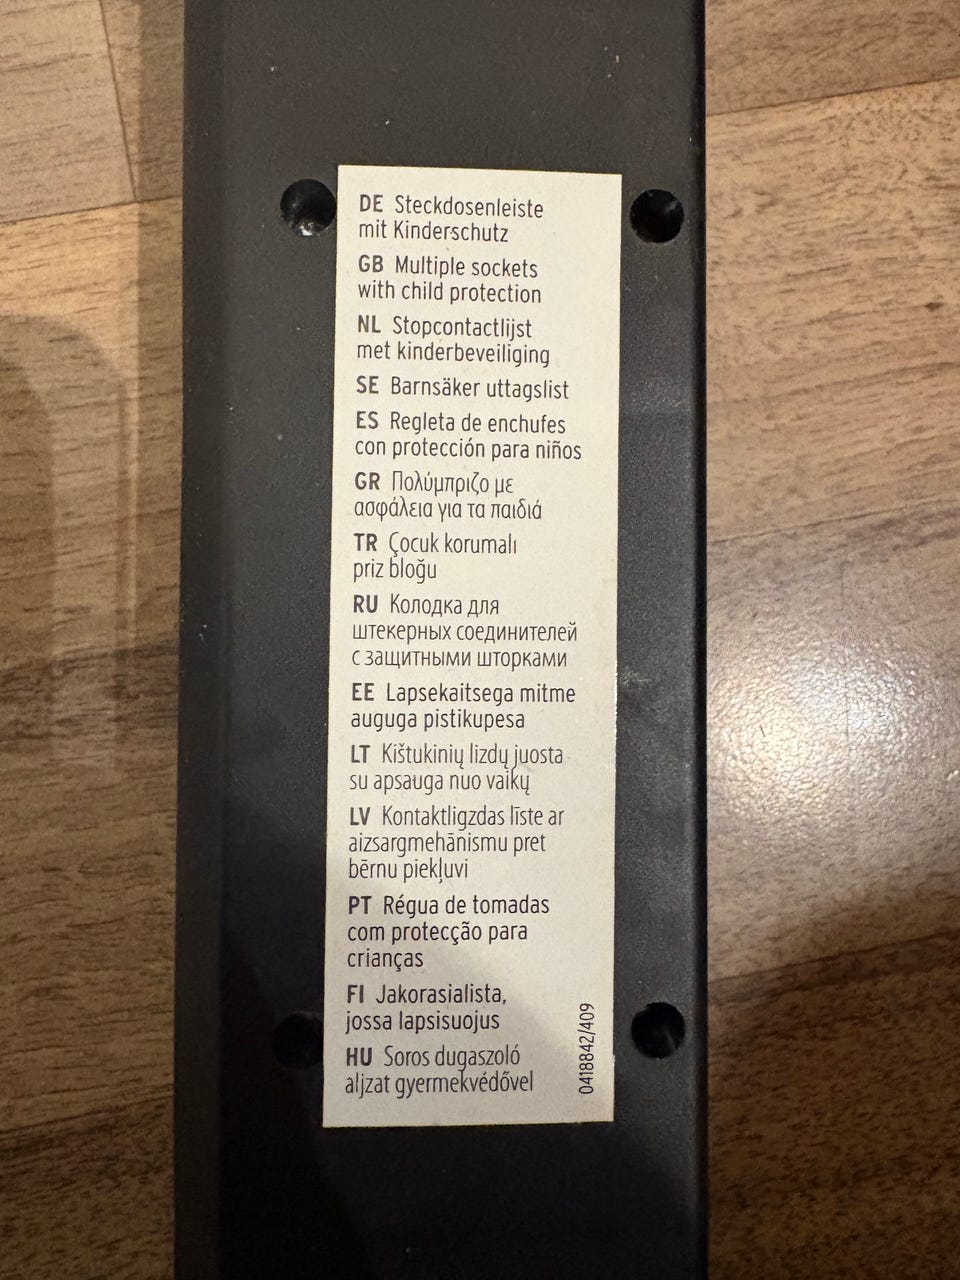 DE Steckdosenleiste
mit Kinderschutz
GB Multiple sockets
with child protection
NL Stopcontactlijst
met kinderbeveiliging
SE Barnsäker uttagslist
ES Regleta de enchufes
con protección para niños
GR Πολύμπριζο με
ασφάλεια για τα παιδιά
TR Çocuk korumalı
priz bloğu
RU Колодка для
штекерных соединителей
с защитными шторками
EE Lapsekaitsega mitme
auguga pistikupesa
LT Kištukinių lizdų juosta
su apsauga nuo vaikų
LV Kontaktligzdas līste ar
aizsargmehānismu pret
bērnu piekļuvi
PT Régua de tomadas
com protecção para
crianças
FI Jakorasialista,
jossa lapsisuojus
HU Soros dugaszoló
aljzat gyermekvédővel
0418842/409